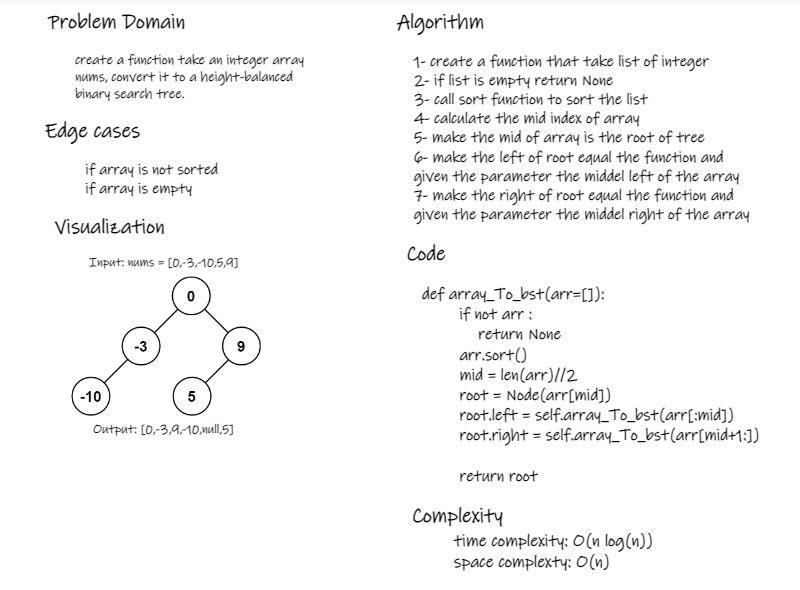 Problem Domain
create a function take an integer array
nums, convert it to a height-balanced
binary search tree.
Edge cases
if array is not sorted
if array is empty
Visualization
Input: nums = [0,-3,-10,5,9]
0
-3
9
-10
5
Output: [0,-3,9,-10,null,5]
Algorithm
1- create a function that take list of integer
2- if list is empty return None
3- call sort function to sort the list
4- calculate the mid index of array
5- make the mid of array is the root of tree
6- make the left of root equal the function and
given the parameter the middel left of the array
7- make the right of root equal the function and
given the parameter the middel right of the array
Code
def array_To_bst(arr=[]):
if not arr :
return None
arr.sort()
mid = len(arr)//2
root = Node(arr[mid])
root.left = self.array_To_bst(arr[:mid])
root.right = self.array_To_bst(arr[mid+1:])
return root
Complexity
time complexity: O(n log(n))
space complexty: O(n)